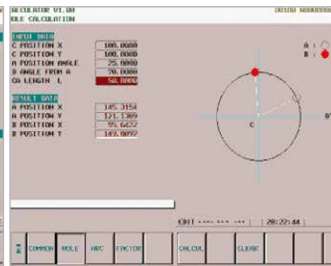 CALCULATOR V1.00
HOLE CALCULATION
INPUT DATA
C POSITION X 100.0000
C POSITION Y 100.0000
A POSITION ANGLE 25.0000
B ANGLE FROM A 70.0000
CA LENGTH L 50.0000
RESULT DATA
A POSITION X 145.3154
A POSITION Y 121.1309
B POSITION X 95.6422
B POSITION Y 149.8097
A :
B :
C
0°
EDIT **** *** *** 20:22:44
COMMON HOLE ARC FACTOR CALCUL CLEAR